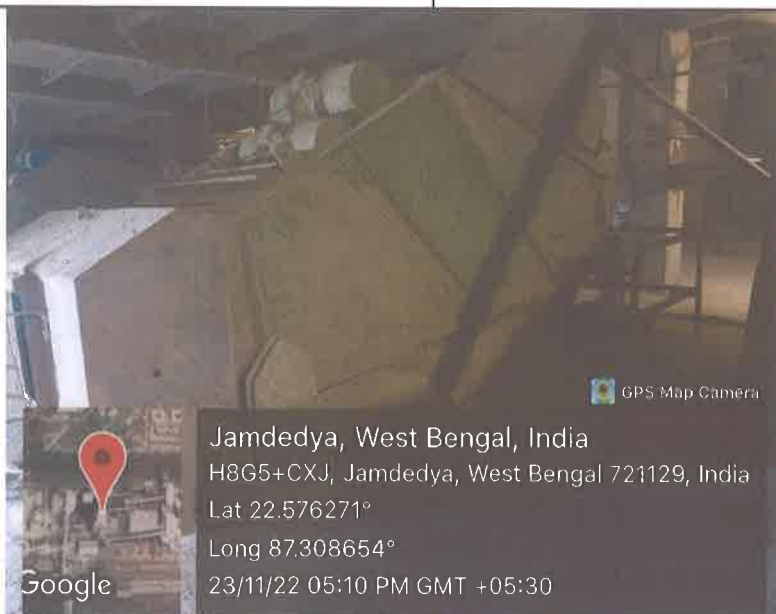 GPS Map Camera
Jamdedya, West Bengal, India
H8G5+CXJ, Jamdedya, West Bengal 721129, India
Lat 22.576271°
Long 87.308654°
23/11/22 05:10 PM GMT +05:30
Google